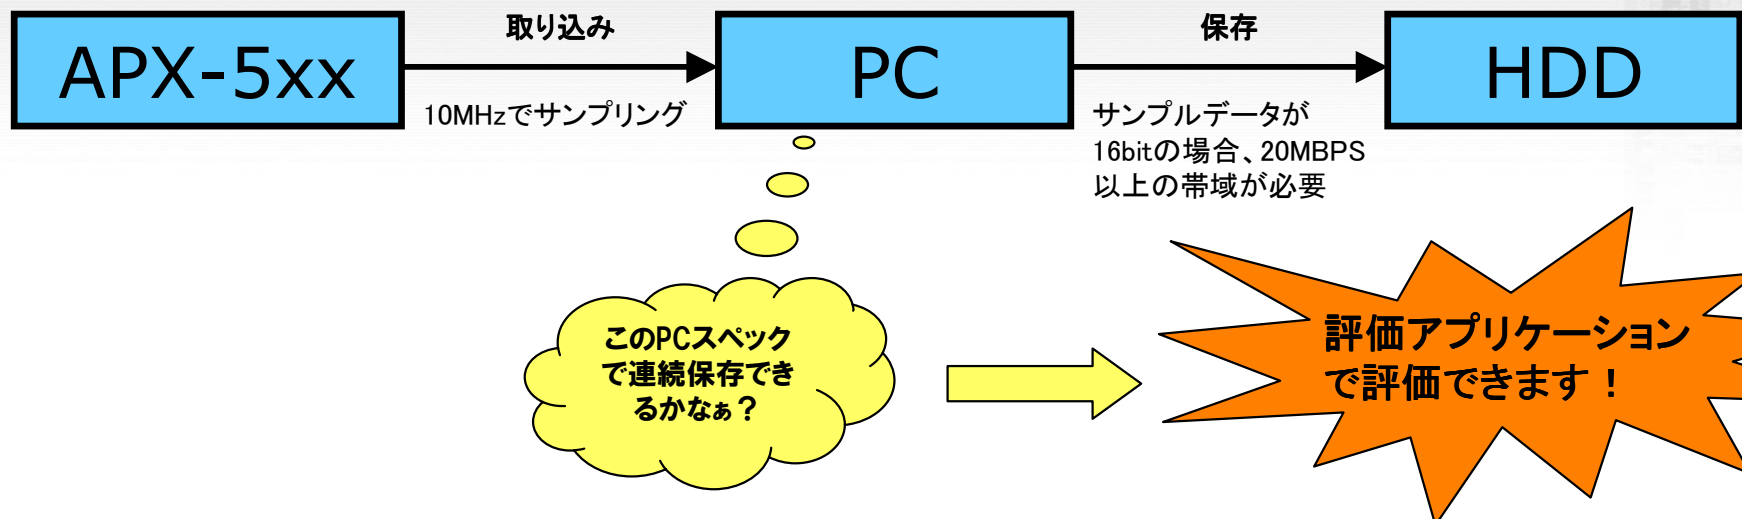 取り込み
保存
APX-5xx
PC
HDD
10MHzでサンプリング
サンプルデータが
16bitの場合、20MBPS
以上の帯域が必要
このPCスペック
で連続保存でき
るかなぁ？
評価アプリケーション
で評価できます！